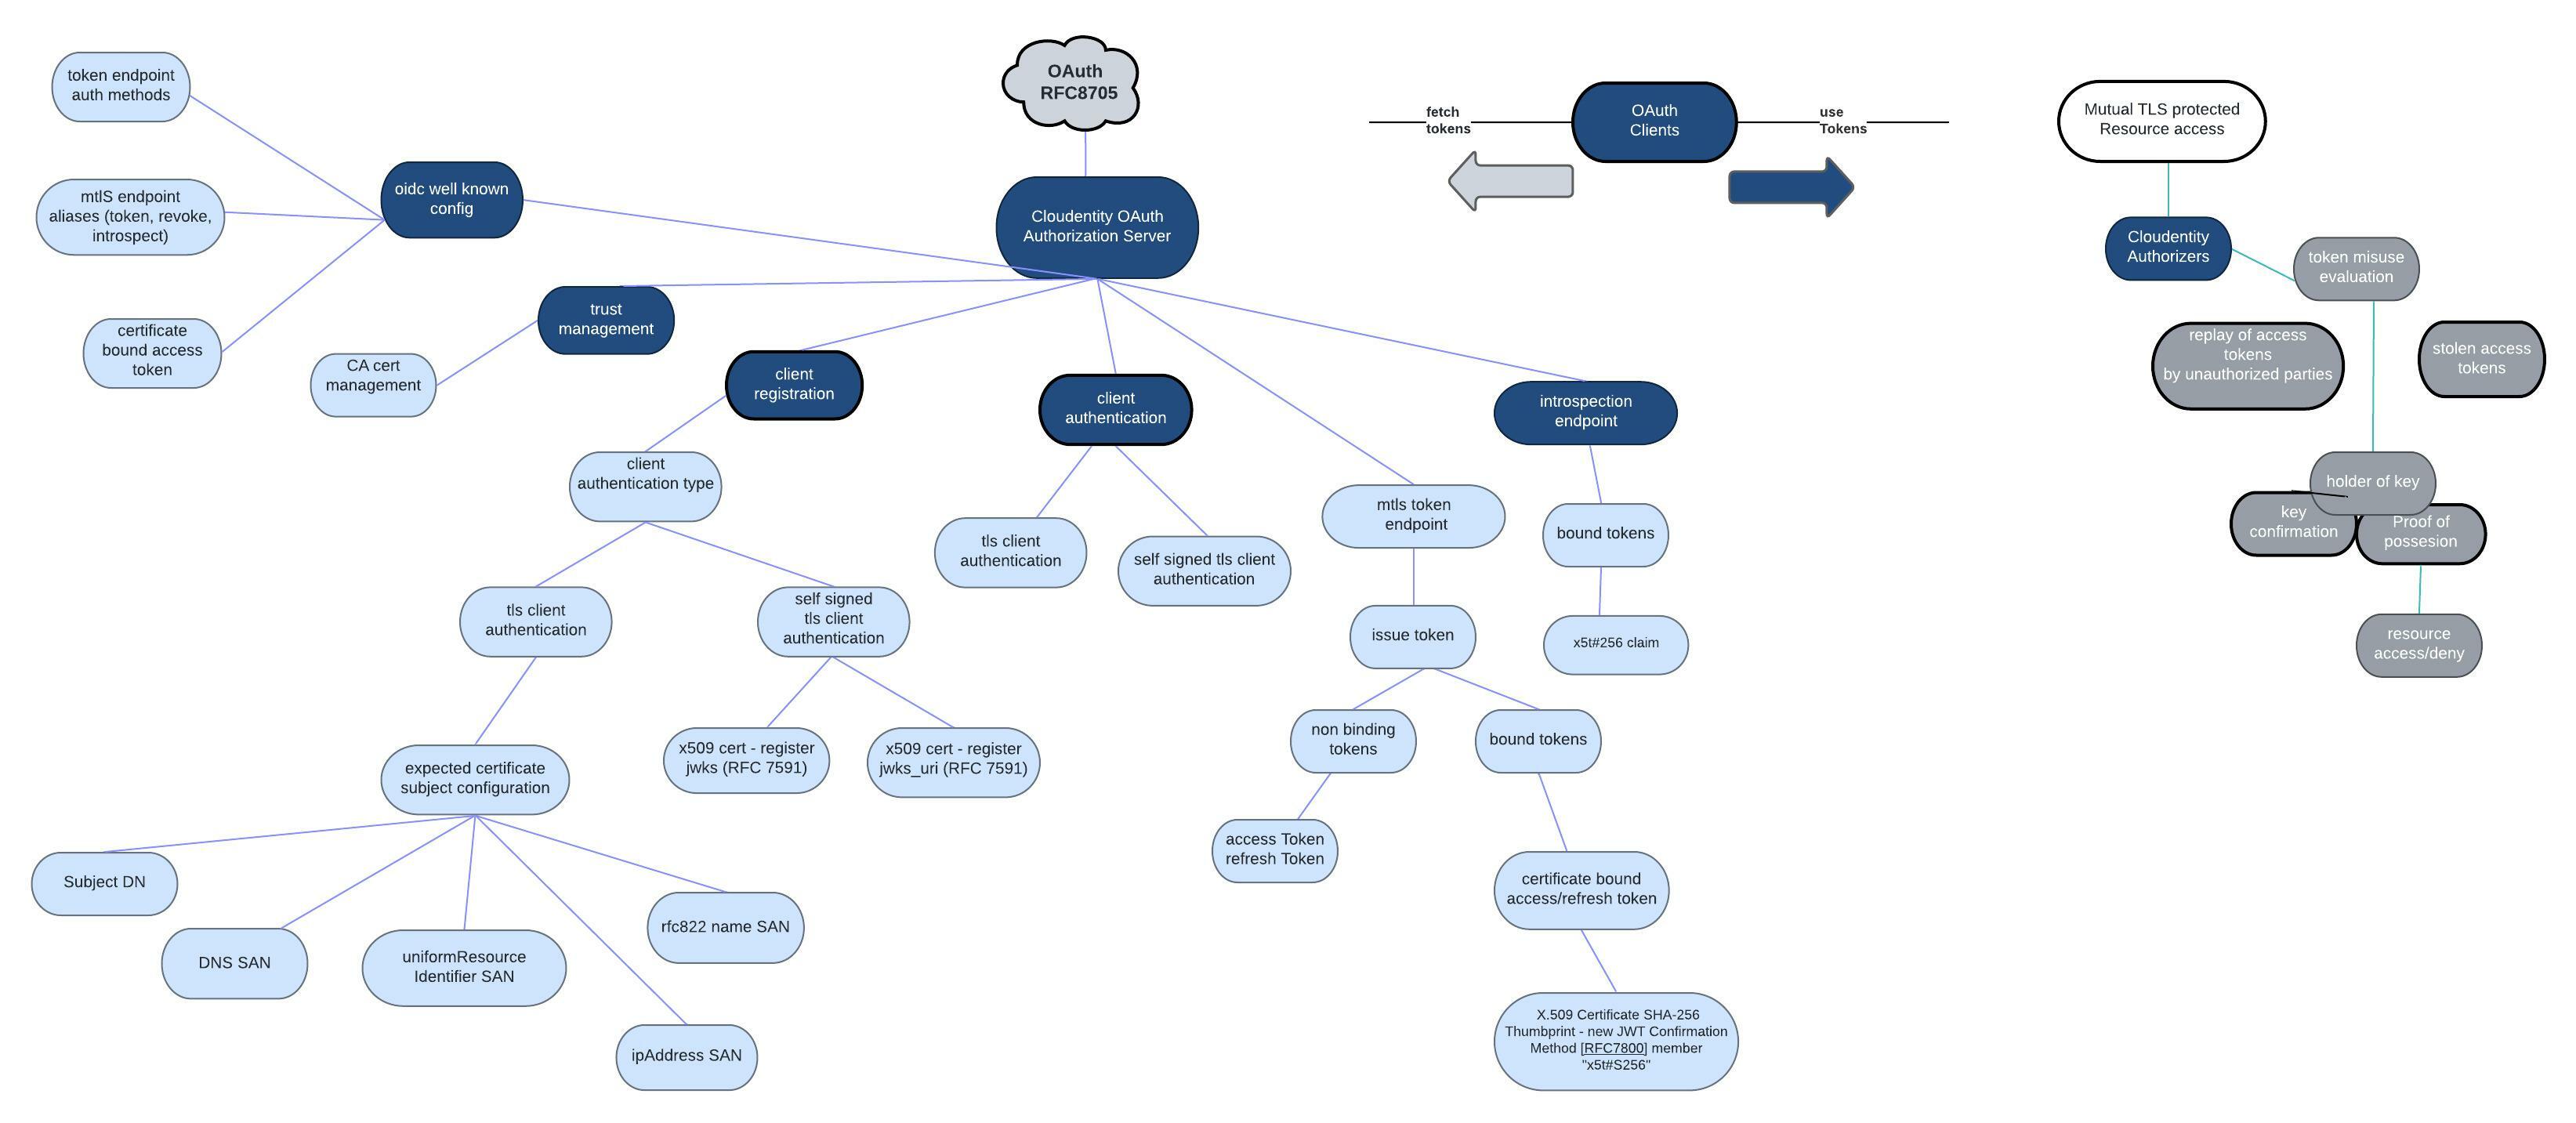 OAuth
RFC8705
Cloudentity OAuth
Authorization Server
token endpoint
auth methods
mtlS endpoint
aliases (token, revoke,
introspect)
certificate
bound access
token
oidc well known
config
trust
management
CA cert
management
client
registration
client
authentication type
tls client
authentication
self signed
tls client
authentication
expected certificate
subject configuration
x509 cert - register
jwks (RFC 7591)
x509 cert - register
jwks_uri (RFC 7591)
Subject DN
DNS SAN
uniformResource
Identifier SAN
ipAddress SAN
rfc822 name SAN
client
authentication
tls client
authentication
self signed tls client
authentication
mtls token
endpoint
issue token
non binding
tokens
access Token
refresh Token
bound tokens
certificate bound
access/refresh token
X.509 Certificate SHA-256
Thumbprint - new JWT Confirmation
Method [RFC7800] member
"x5t#S256"
introspection
endpoint
bound tokens
x5t#256 claim
fetch
tokens
OAuth
Clients
use
Tokens
Mutual TLS protected
Resource access
Cloudentity
Authorizers
token misuse
evaluation
replay of access
tokens
by unauthorized parties
stolen access
tokens
holder of key
key
confirmation
Proof of
possesion
resource
access/deny